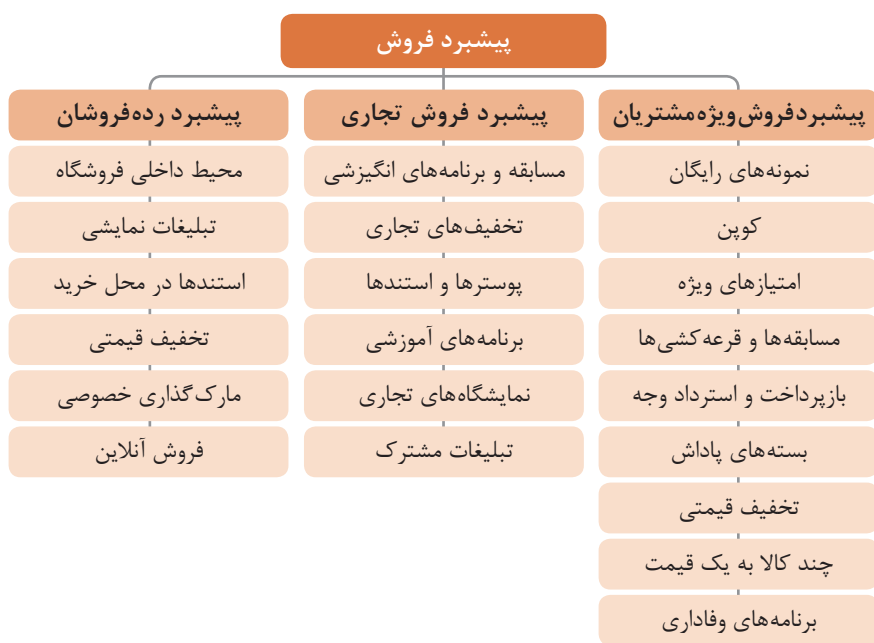 پیشبرد فروش
پیشبردفروش‌ویژه‌مشتریان
نمونه‌های رایگان
کوپن
امتیازهای ویژه
مسابقه‌ها و قرعه‌کشی‌ها
بازپرداخت و استرداد وجه
بسته‌های پاداش
تخفیف قیمتی
چند کالا به یک قیمت
برنامه‌های وفاداری
پیشبرد فروش تجاری
مسابقه و برنامه‌های انگیزشی
تخفیف‌های تجاری
پوسترها و استندها
برنامه‌های آموزشی
نمایشگاه‌های تجاری
تبلیغات مشترک
پیشبرد رده‌فروشان
محیط داخلی فروشگاه
تبلیغات نمایشی
استندها در محل خرید
تخفیف قیمتی
مارک‌گذاری خصوصی
فروش آنلاین